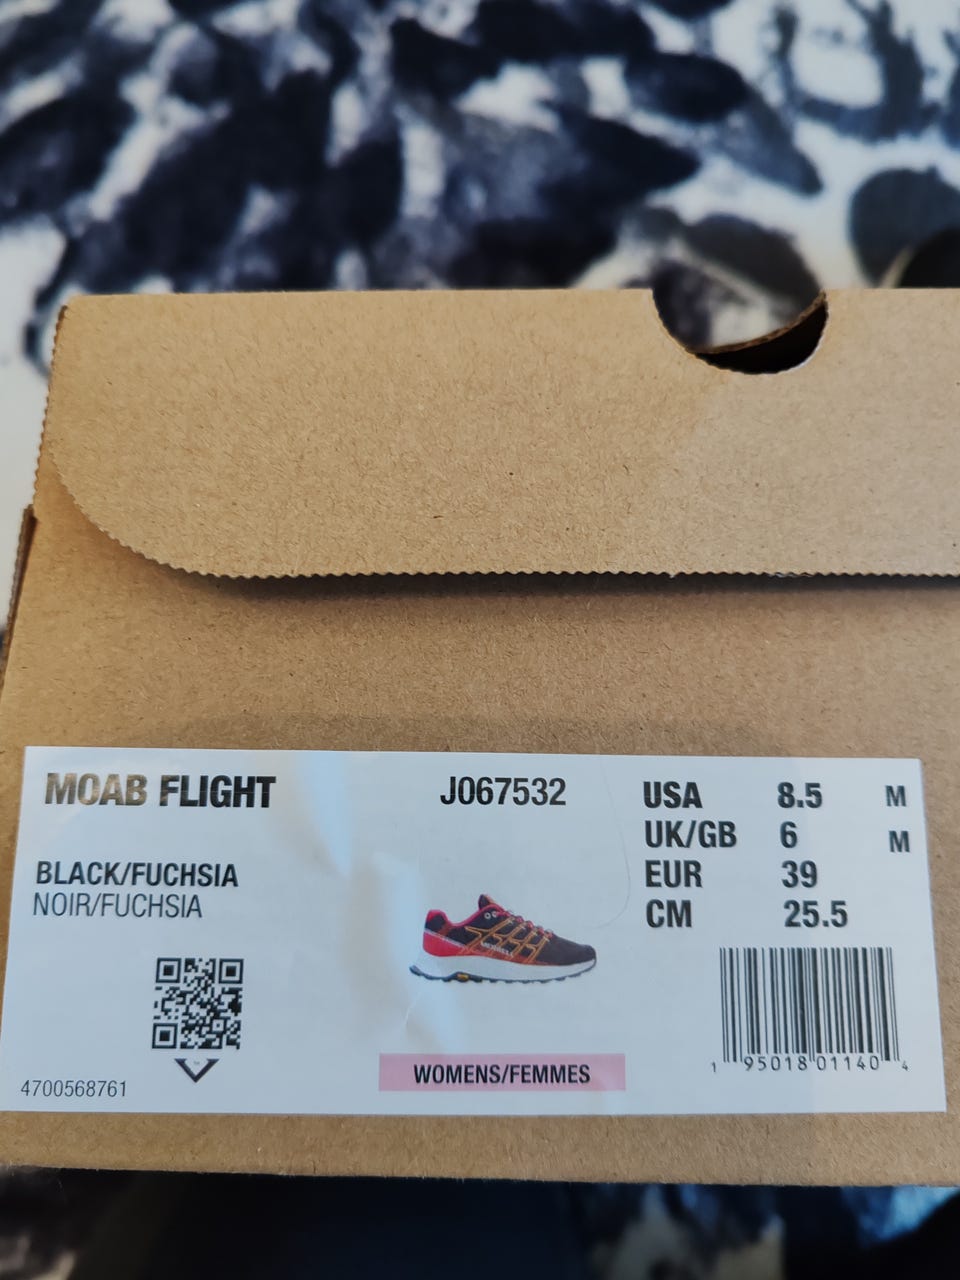 MOAB FLIGHT
J067532
BLACK/FUCHSIA
NOIR/FUCHSIA
USA 8.5 M
UK/GB 6 M
EUR 39
CM 25.5
MERRELL
1 95018 01140 4
WOMENS/FEMMES
4700568761